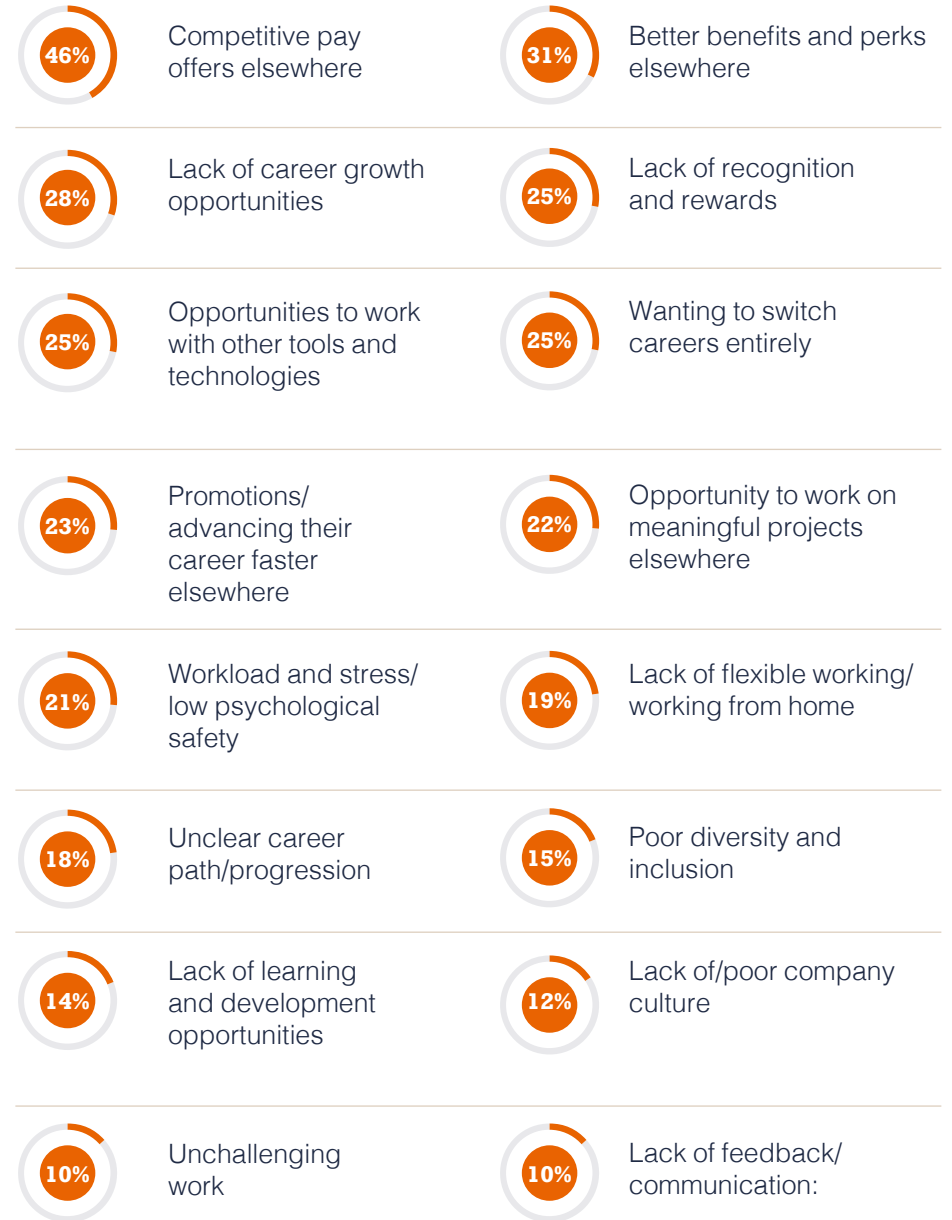 46%
Competitive pay
offers elsewhere
31%
Better benefits and perks
elsewhere
28%
Lack of career growth
opportunities
25%
Lack of recognition
and rewards
25%
Opportunities to work
with other tools and
technologies
25%
Wanting to switch
careers entirely
23%
Promotions/
advancing their
career faster
elsewhere
22%
Opportunity to work on
meaningful projects
elsewhere
21%
Workload and stress/
low psychological
safety
19%
Lack of flexible working/
working from home
18%
Unclear career
path/progression
15%
Poor diversity and
inclusion
14%
Lack of learning
and development
opportunities
12%
Lack of/poor company
culture
10%
Unchallenging
work
10%
Lack of feedback/
communication: